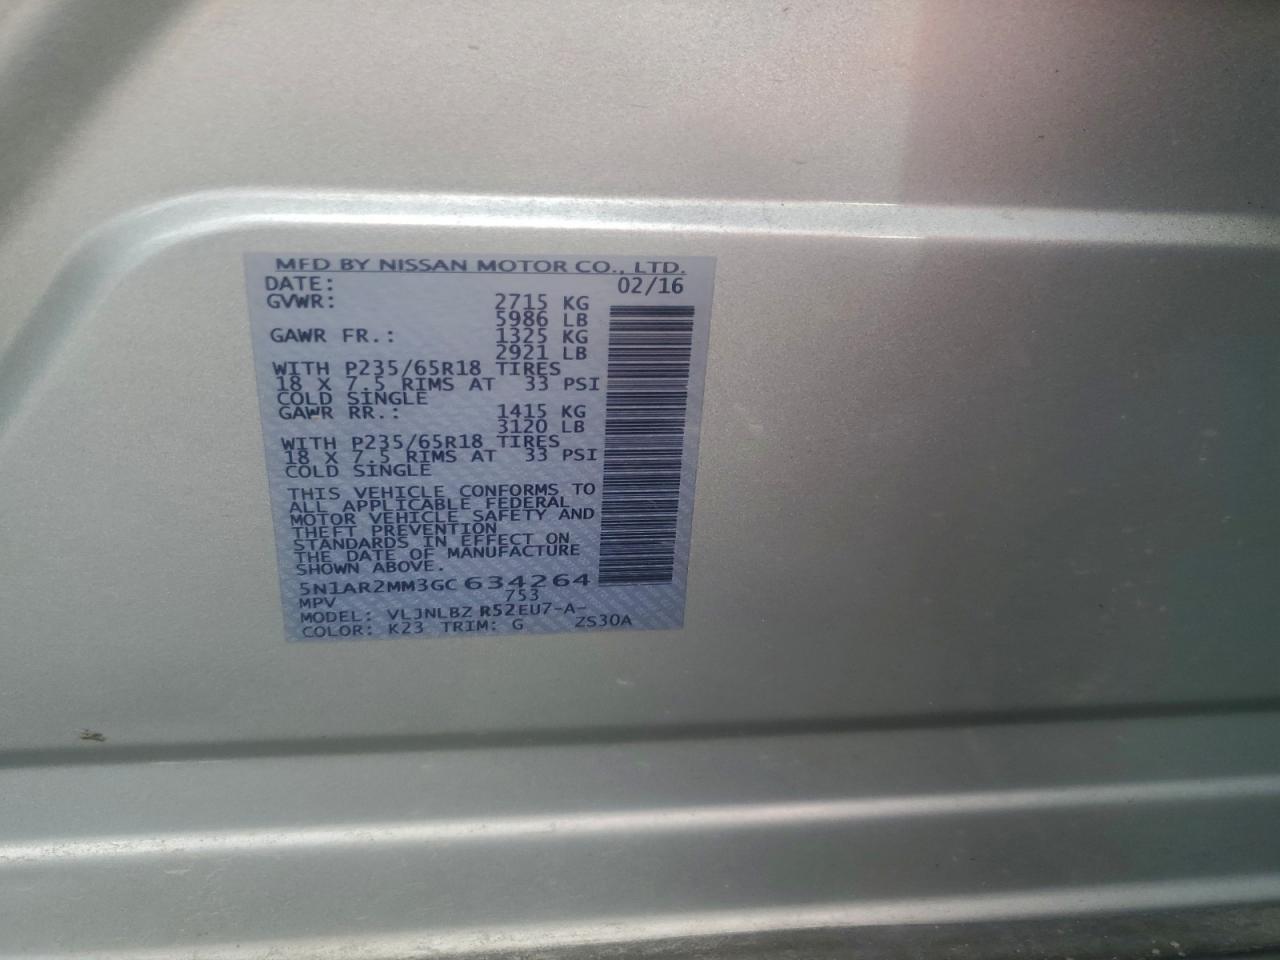 MFD BY NISSAN MOTOR CO., LTD.
DATE: 02/16
GVWR: 2715 KG
5986 LB
GAWR FR.: 1325 KG
2921 LB
WITH P235/65R18 TIRES
18 X 7.5 RIMS AT 33 PSI
COLD SINGLE
GAWR RR.: 1415 KG
3120 LB
WITH P235/65R18 TIRES
18 X 7.5 RIMS AT 33 PSI
COLD SINGLE
THIS VEHICLE CONFORMS TO
ALL APPLICABLE FEDERAL
MOTOR VEHICLE SAFETY AND
THEFT PREVENTION
STANDARDS IN EFFECT ON
THE DATE OF MANUFACTURE
SHOWN ABOVE.
5N1AR2MM3GC634264
MPV 753
MODEL: VLJNLBZ R52EU7-A-
COLOR: K23 TRIM: G ZS30A